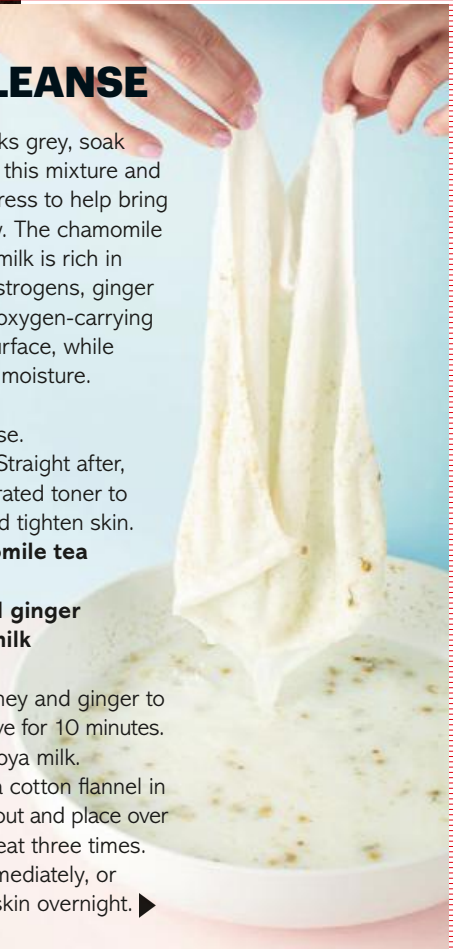 LEANSE
ks grey, soak
this mixture and
ress to help bring
. The chamomile
milk is rich in
strogens, ginger
oxygen-carrying
rface, while
moisture.
se.
Straight after,
rated toner to
d tighten skin.
mile tea
ginger
ilk
ney and ginger to
ve for 10 minutes.
oya milk.
a cotton flannel in
out and place over
eat three times.
mediately, or
skin overnight.